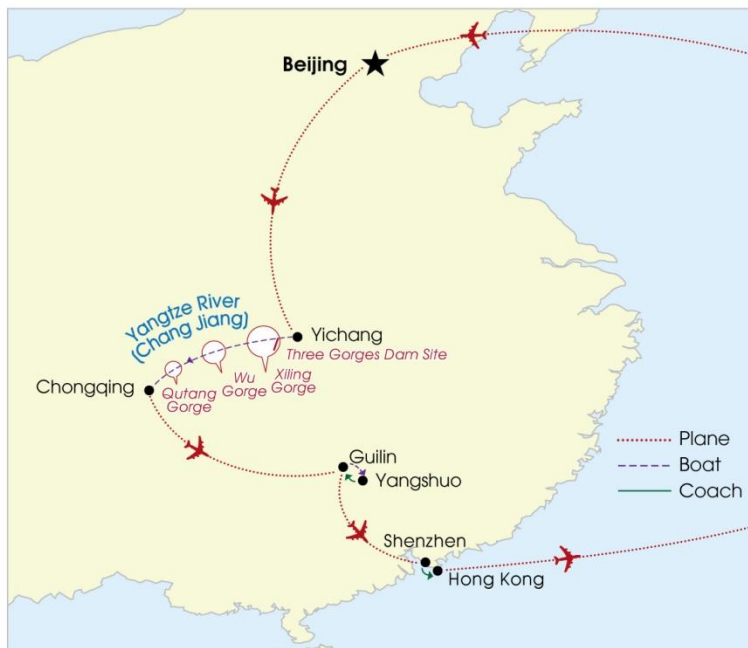 Beijing
Yangtze River
(Chang Jiang)
Yichang
Three Gorges Dam Site
Xiling
Gorge
Wu
Gorge
Qutang
Gorge
Chongqing
Guilin
Yangshuo
Shenzhen
Hong Kong
Plane
Boat
Coach